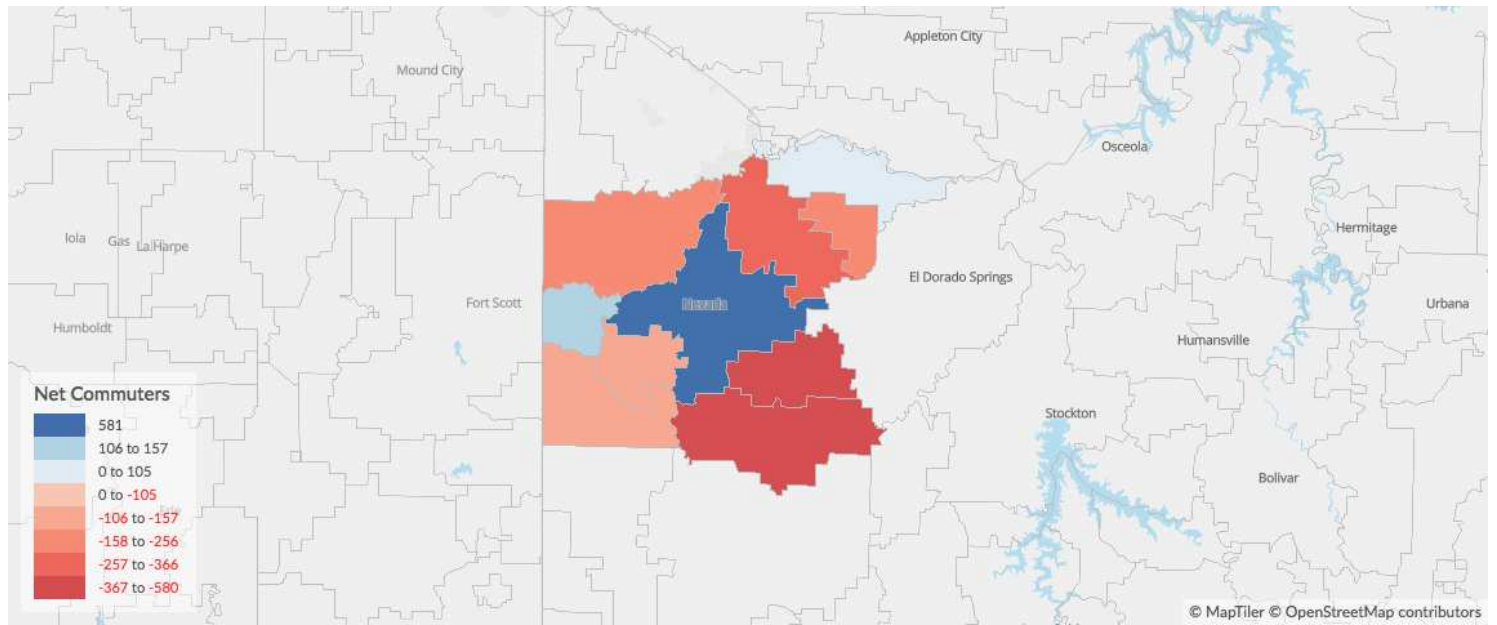 Appleton City
Mound City
Osceola
Iola
Gas
La Harpe
Hermitage
El Dorado Springs
Fort Scott
Nevada
Urbana
Humboldt
Humansville
Stockton
Bolivar
Erie
Net Commuters
581
106 to 157
0 to 105
0 to -105
-106 to -157
-158 to -256
-257 to -366
-367 to -580
© MapTiler © OpenStreetMap contributors